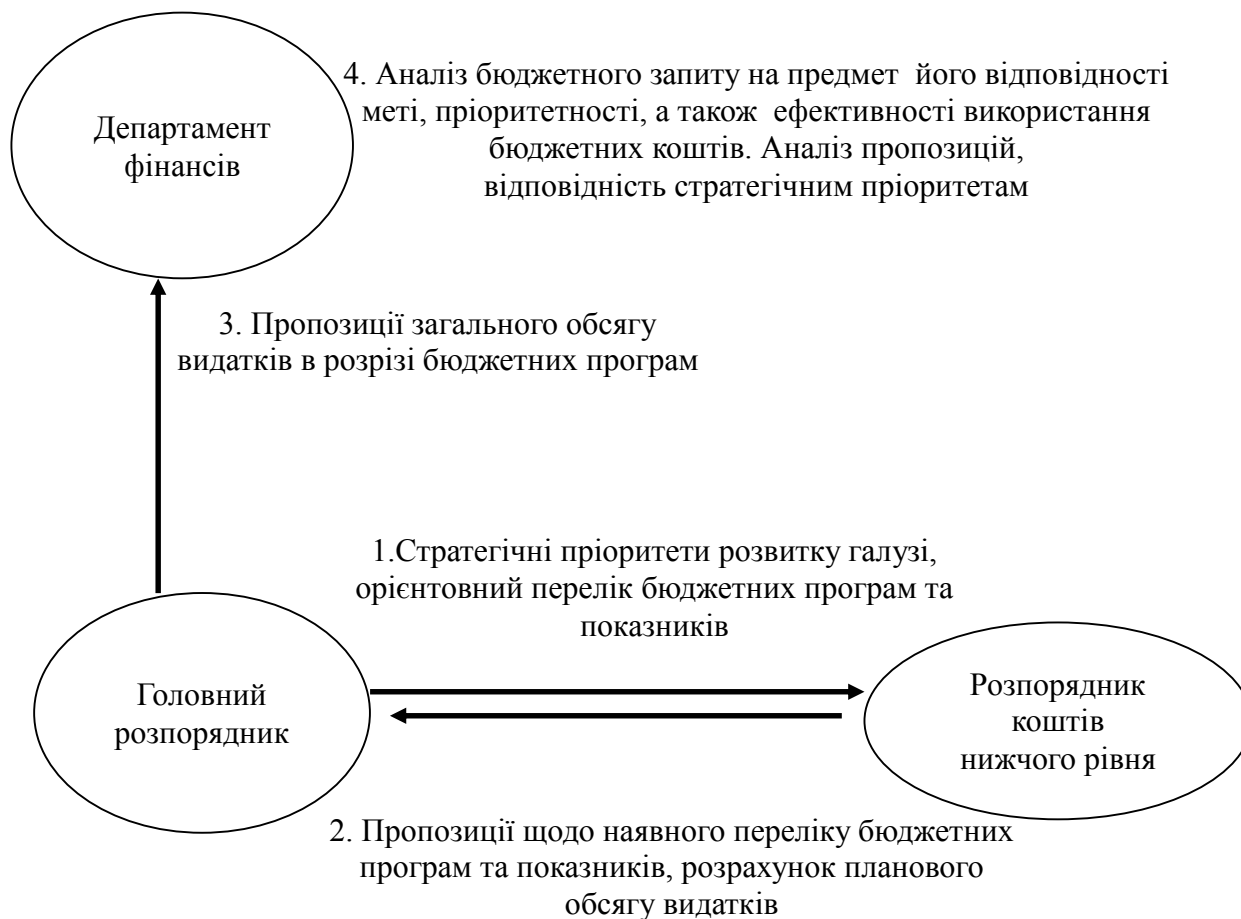 4. Аналіз бюджетного запиту на предмет його відповідності
меті, пріоритетності, а також ефективності використання
бюджетних коштів. Аналіз пропозицій,
відповідність стратегічним пріоритетам
Департамент
фінансів
3. Пропозиції загального обсягу
видатків в розрізі бюджетних програм
1.Стратегічні пріоритети розвитку галузі,
орієнтовний перелік бюджетних програм та
показників
Головний
розпорядник
Розпорядник
коштів
нижчого рівня
2. Пропозиції щодо наявного переліку бюджетних
програм та показників, розрахунок планового
обсягу видатків